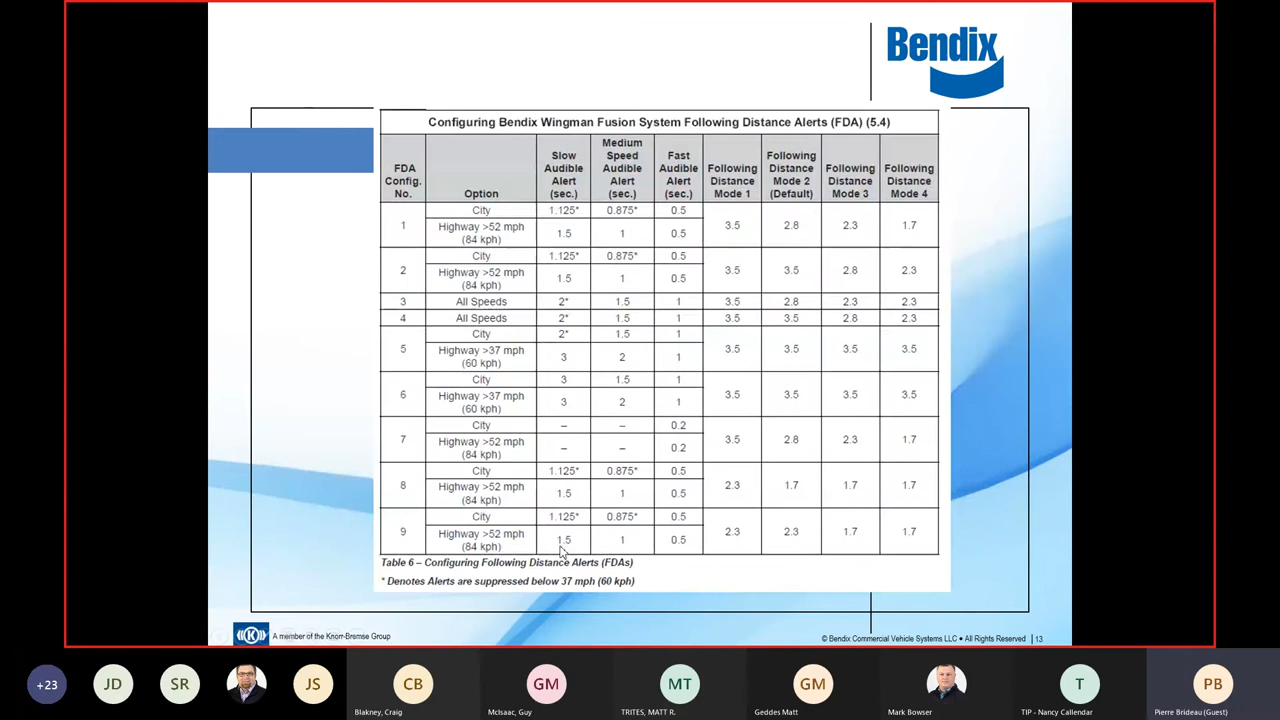 Bendix
Configuring Bendix Wingman Fusion System Following Distance Alerts (FDA) (5.4)
FDA Config. No. Option Slow Audible Alert (sec.) Medium Speed Audible Alert (sec.) Fast Audible Alert (sec.) Following Distance Mode 1 Following Distance Mode 2 (Default) Following Distance Mode 3 Following Distance Mode 4
1 City 1.125* 0.875* 0.5 3.5 2.8 2.3 1.7
Highway >52 mph (84 kph) 1.5 1 0.5
2 City 1.125* 0.875* 0.5 3.5 3.5 2.8 2.3
Highway >52 mph (84 kph) 1.5 1 0.5
3 All Speeds 2* 1.5 1 3.5 2.8 2.3 2.3
4 All Speeds 2* 1.5 1 3.5 3.5 2.8 2.3
5 City 2* 1.5 1 3.5 3.5 3.5 3.5
Highway >37 mph (60 kph) 3 2 1
6 City 3 1.5 1 3.5 3.5 3.5 3.5
Highway >37 mph (60 kph) 3 2 1
7 City – – 0.2 3.5 2.8 2.3 1.7
Highway >52 mph (84 kph) – – 0.2
8 City 1.125* 0.875* 0.5 2.3 1.7 1.7 1.7
Highway >52 mph (84 kph) 1.5 1 0.5
9 City 1.125* 0.875* 0.5 2.3 2.3 1.7 1.7
Highway >52 mph (84 kph) 1.5 1 0.5
Table 6 – Configuring Following Distance Alerts (FDAs)
* Denotes Alerts are suppressed below 37 mph (60 kph)
K A member of the Knorr-Bremse Group
© Bendix Commercial Vehicle Systems LLC ● All Rights Reserved | 13
+23 JD SR JS CB GM MT GM T PB
Blakney, Craig McIsaac, Guy TRITES, MATT R. Geddes Matt Mark Bowser TIP - Nancy Callendar Pierre Brideau (Guest)